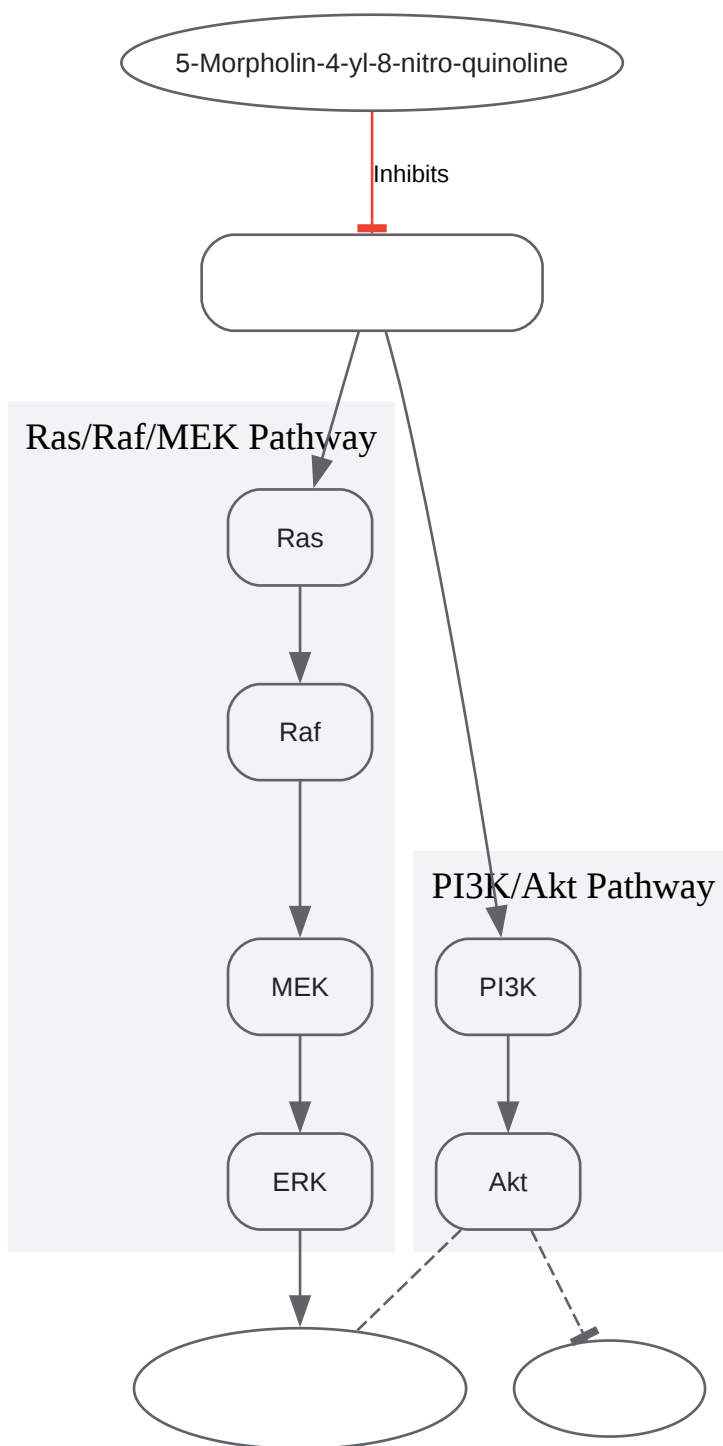 5-Morpholin-4-yl-8-nitro-quinoline
Inhibits
Ras/Raf/MEK Pathway
Ras
Raf
PI3K/Akt Pathway
MEK
PI3K
ERK
Akt